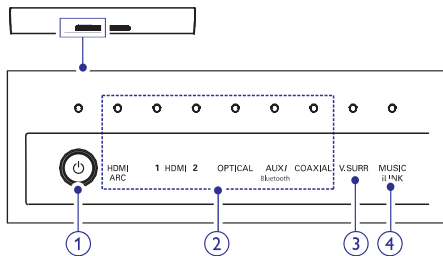 HDMI ARC
1 HDMI 2
OPTICAL
AUX/ Bluetooth
COAXIAL
V.SURR
MUSIC iLINK
1
2
3
4